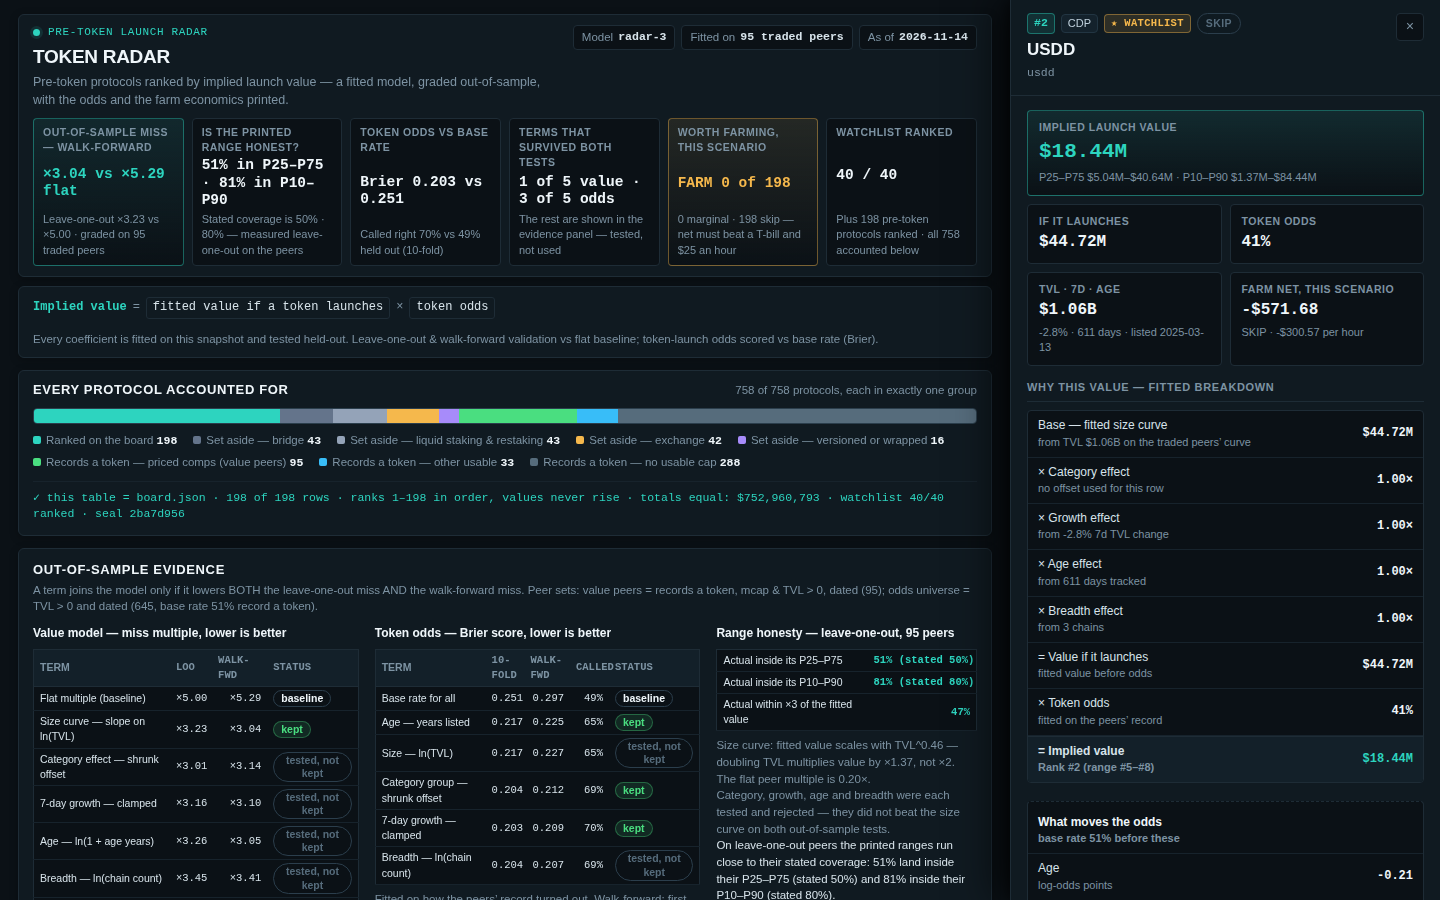 PRE-TOKEN LAUNCH RADAR
TOKEN RADAR
Pre-token protocols ranked by implied launch value — a fitted model, graded out-of-sample,
with the odds and the farm economics printed.
Model radar-3
Fitted on 95 traded peers
As of 2026-11-14
OUT-OF-SAMPLE MISS
— WALK-FORWARD
×3.04 vs ×5.29
flat
Leave-one-out ×3.23 vs
×5.00 · graded on 95
traded peers
IS THE PRINTED
RANGE HONEST?
51% in P25–P75
· 81% in P10–
P90
Stated coverage is 50% ·
80% — measured leave-
one-out on the peers
TOKEN ODDS VS BASE
RATE
Brier 0.203 vs
0.251
Called right 70% vs 49%
held out (10-fold)
TERMS THAT
SURVIVED BOTH
TESTS
1 of 5 value ·
3 of 5 odds
The rest are shown in the
evidence panel — tested,
not used
WORTH FARMING,
THIS SCENARIO
FARM 0 of 198
0 marginal · 198 skip —
net must beat a T-bill and
$25 an hour
WATCHLIST RANKED
40 / 40
Plus 198 pre-token
protocols ranked · all 758
accounted below
Implied value = fitted value if a token launches × token odds
Every coefficient is fitted on this snapshot and tested held-out. Leave-one-out & walk-forward validation vs flat baseline; token-launch odds scored vs base rate (Brier).
EVERY PROTOCOL ACCOUNTED FOR
758 of 758 protocols, each in exactly one group
Ranked on the board 198
Set aside — bridge 43
Set aside — liquid staking & restaking 43
Set aside — exchange 42
Set aside — versioned or wrapped 16
Records a token — priced comps (value peers) 95
Records a token — other usable 33
Records a token — no usable cap 288
✓ this table = board.json · 198 of 198 rows · ranks 1–198 in order, values never rise · totals equal: $752,960,793 · watchlist 40/40
ranked · seal 2ba7d956
OUT-OF-SAMPLE EVIDENCE
A term joins the model only if it lowers BOTH the leave-one-out miss AND the walk-forward miss. Peer sets: value peers = records a token, mcap & TVL > 0, dated (95); odds universe =
TVL > 0 and dated (645, base rate 51% record a token).
Value model — miss multiple, lower is better
TERM LOO WALK-FWD STATUS
Flat multiple (baseline) ×5.00 ×5.29 baseline
Size curve — slope on ln(TVL) ×3.23 ×3.04 kept
Category effect — shrunk offset ×3.01 ×3.14 tested, not kept
7-day growth — clamped ×3.16 ×3.10 tested, not kept
Age — ln(1 + age years) ×3.26 ×3.05 tested, not kept
Breadth — ln(chain count) ×3.45 ×3.41 tested, not kept
Token odds — Brier score, lower is better
TERM 10-FOLD WALK-FWD CALLED STATUS
Base rate for all 0.251 0.297 49% baseline
Age — years listed 0.217 0.225 65% kept
Size — ln(TVL) 0.217 0.227 65% tested, not kept
Category group — shrunk offset 0.204 0.212 69% kept
7-day growth — clamped 0.203 0.209 70% kept
Breadth — ln(chain count) 0.204 0.207 69% tested, not kept
Fitted on how the peers' record turned out. Walk-forward: first
Range honesty — leave-one-out, 95 peers
Actual inside its P25–P75 51% (stated 50%)
Actual inside its P10–P90 81% (stated 80%)
Actual within ×3 of the fitted value 47%
Size curve: fitted value scales with TVL^0.46 —
doubling TVL multiplies value by ×1.37, not ×2.
The flat peer multiple is 0.20×.
Category, growth, age and breadth were each
tested and rejected — they did not beat the size
curve on both out-of-sample tests.
On leave-one-out peers the printed ranges run
close to their stated coverage: 51% land inside
their P25–P75 (stated 50%) and 81% inside their
P10–P90 (stated 80%).
#2 CDP ★ WATCHLIST SKIP
×
USDD
usdd
IMPLIED LAUNCH VALUE
$18.44M
P25–P75 $5.04M–$40.64M · P10–P90 $1.37M–$84.44M
IF IT LAUNCHES
$44.72M
TOKEN ODDS
41%
TVL · 7D · AGE
$1.06B
-2.8% · 611 days · listed 2025-03-
13
FARM NET, THIS SCENARIO
-$571.68
SKIP · -$300.57 per hour
WHY THIS VALUE — FITTED BREAKDOWN
Base — fitted size curve
from TVL $1.06B on the traded peers' curve
$44.72M
× Category effect
no offset used for this row
1.00×
× Growth effect
from -2.8% 7d TVL change
1.00×
× Age effect
from 611 days tracked
1.00×
× Breadth effect
from 3 chains
1.00×
= Value if it launches
fitted value before odds
$44.72M
× Token odds
fitted on the peers' record
41%
= Implied value
Rank #2 (range #5–#8)
$18.44M
What moves the odds
base rate 51% before these
Age
log-odds points
-0.21